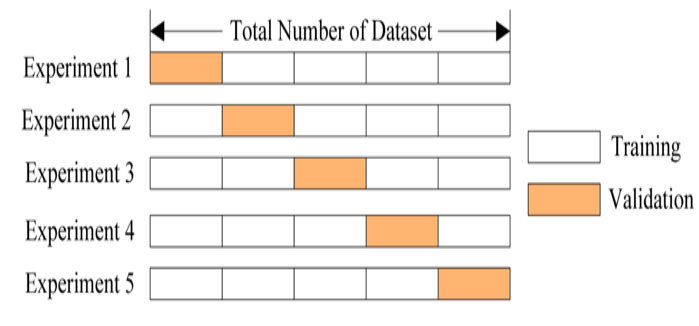 Total Number of Dataset
Experiment 1
Experiment 2
Experiment 3
Experiment 4
Experiment 5
Training
Validation